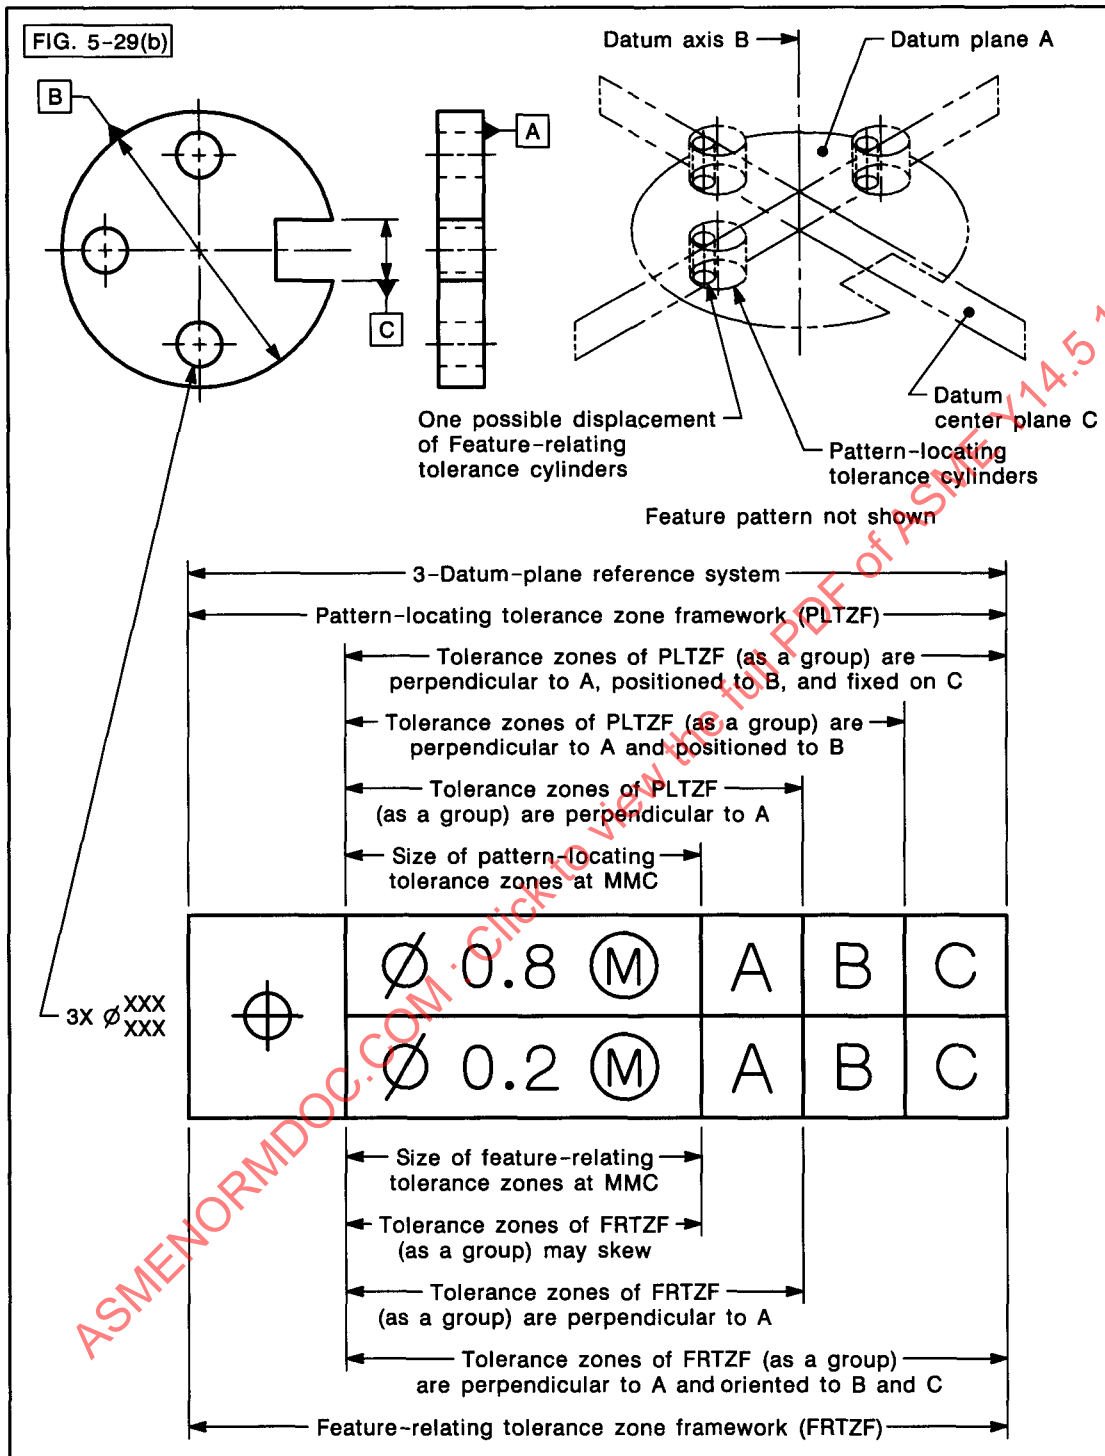 FIG. 5-29(b)
B
A
C
Datum axis B
Datum plane A
Datum
center plane C
One possible displacement
of Feature-relating
tolerance cylinders
Pattern-locating
tolerance cylinders
Feature pattern not shown
3-Datum-plane reference system
Pattern-locating tolerance zone framework (PLTZF)
Tolerance zones of PLTZF (as a group) are
perpendicular to A, positioned to B, and fixed on C
Tolerance zones of PLTZF (as a group) are
perpendicular to A and positioned to B
Tolerance zones of PLTZF
(as a group) are perpendicular to A
Size of pattern-locating
tolerance zones at MMC
3X ⌀ XXX
XXX
⌖ ⌀ 0.8 Ⓜ A B C
⌀ 0.2 Ⓜ A B C
Size of feature-relating
tolerance zones at MMC
Tolerance zones of FRTZF
(as a group) may skew
Tolerance zones of FRTZF
(as a group) are perpendicular to A
Tolerance zones of FRTZF (as a group)
are perpendicular to A and oriented to B and C
Feature-relating tolerance zone framework (FRTZF)
ASMENORMDOC.COM : Click to view the full PDF of ASME Y14.5.1